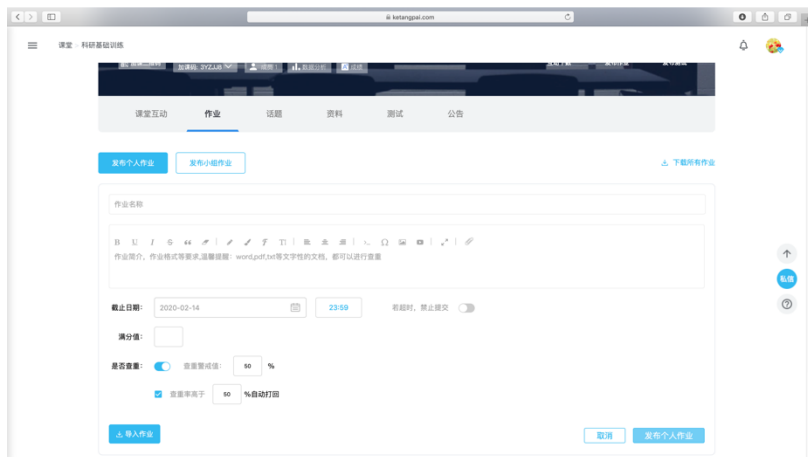 ketangpai.com
课堂 · 科研基础训练
加课码: 3YZJJ8
数据分析 成绩
课堂互动 作业 话题 资料 测试 公告
发布个人作业 发布小组作业 下载所有作业
作业名称
作业简介、作业格式等要求,温馨提醒：word,pdf,txt等文字性的文档，都可以进行查重
私信
截止日期: 2020-02-14 23:59 若超时，禁止提交
满分值:
是否查重: 查重警戒值: 50 %
查重率高于 50 %自动打回
导入作业 取消 发布个人作业